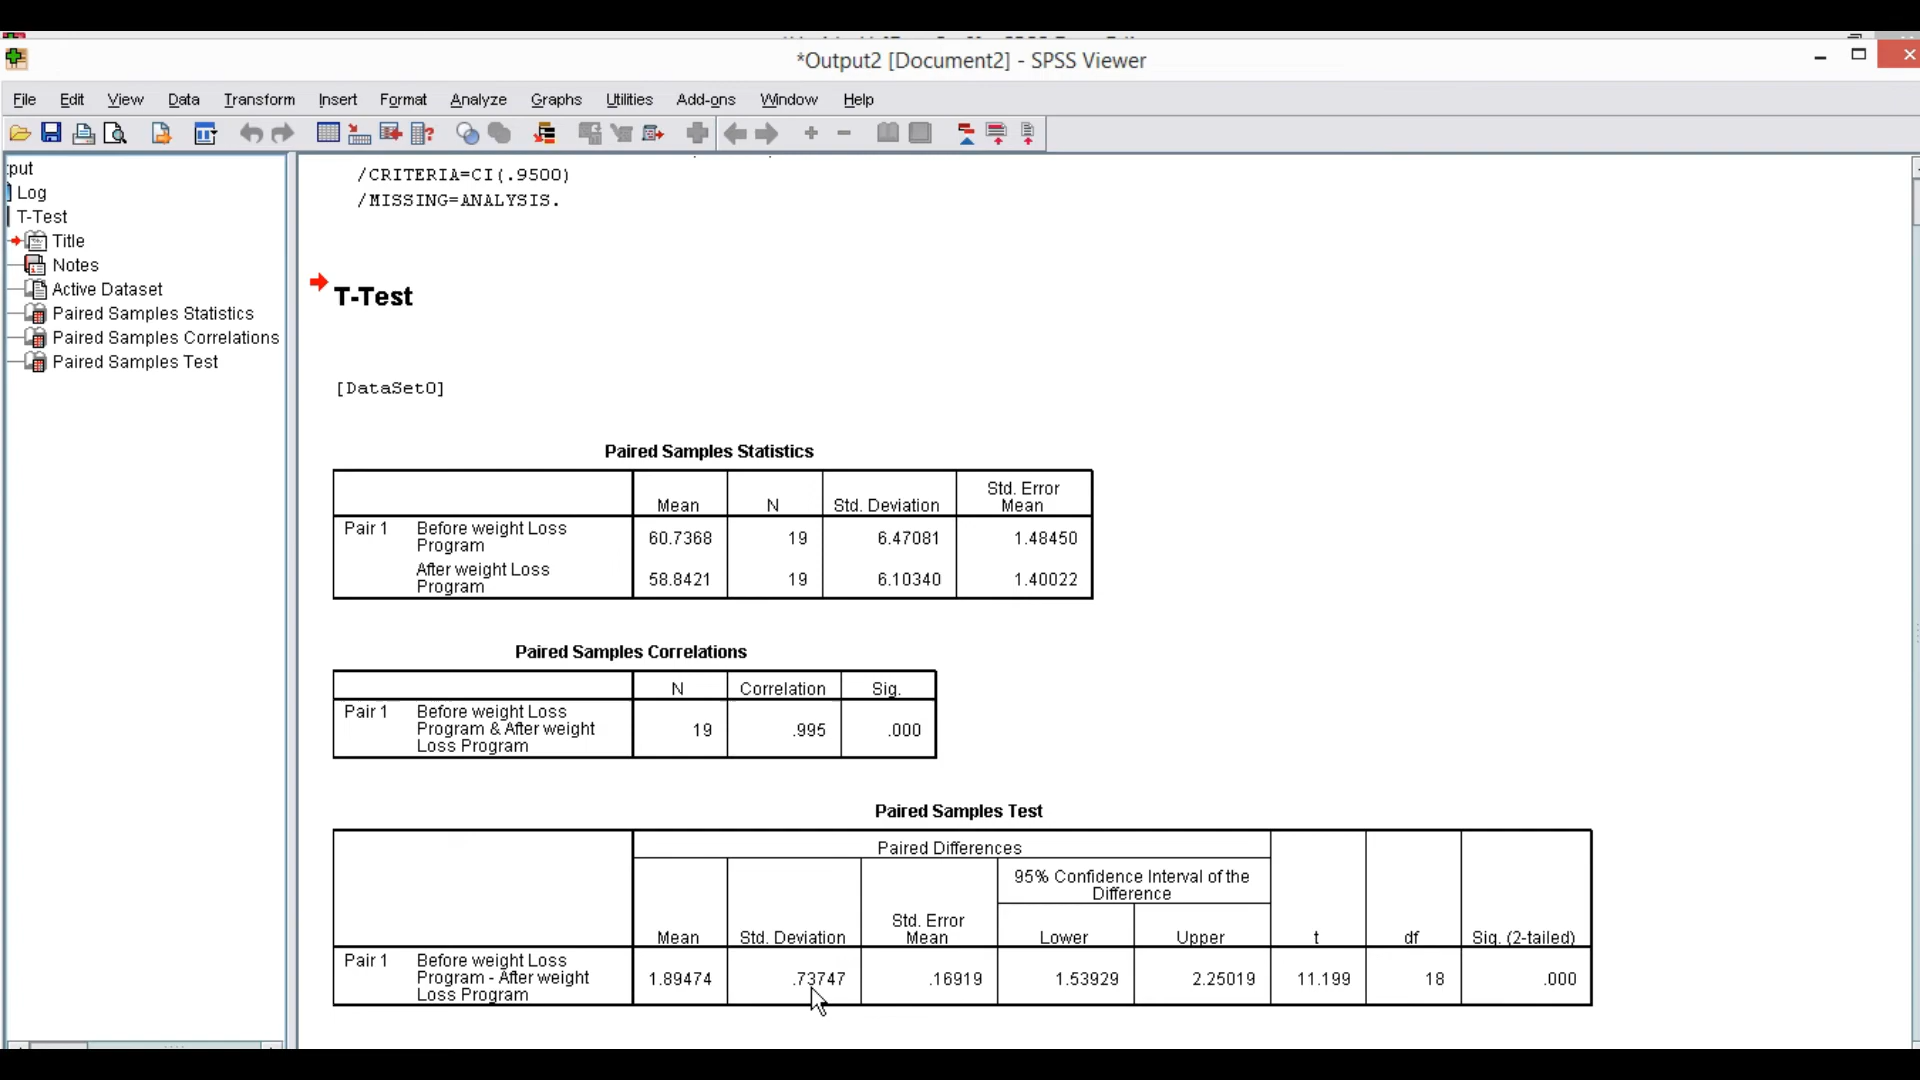 *Output2 [Document2] - SPSS Viewer
File Edit View Data Transform Insert Format Analyze Graphs Utilities Add-ons Window Help
put
Log
T-Test
Title
Notes
Active Dataset
Paired Samples Statistics
Paired Samples Correlations
Paired Samples Test
/CRITERIA=CI(.9500)
/MISSING=ANALYSIS.
T-Test
[DataSet0]
Paired Samples Statistics
Mean N Std. Deviation Std. Error Mean
Pair 1 Before weight Loss Program 60.7368 19 6.47081 1.48450
After weight Loss Program 58.8421 19 6.10340 1.40022
Paired Samples Correlations
N Correlation Sig.
Pair 1 Before weight Loss Program & After weight Loss Program 19 .995 .000
Paired Samples Test
Paired Differences
95% Confidence Interval of the Difference
Mean Std. Deviation Std. Error Mean Lower Upper t df Sig. (2-tailed)
Pair 1 Before weight Loss Program - After weight Loss Program 1.89474 .73747 .16919 1.53929 2.25019 11.199 18 .000